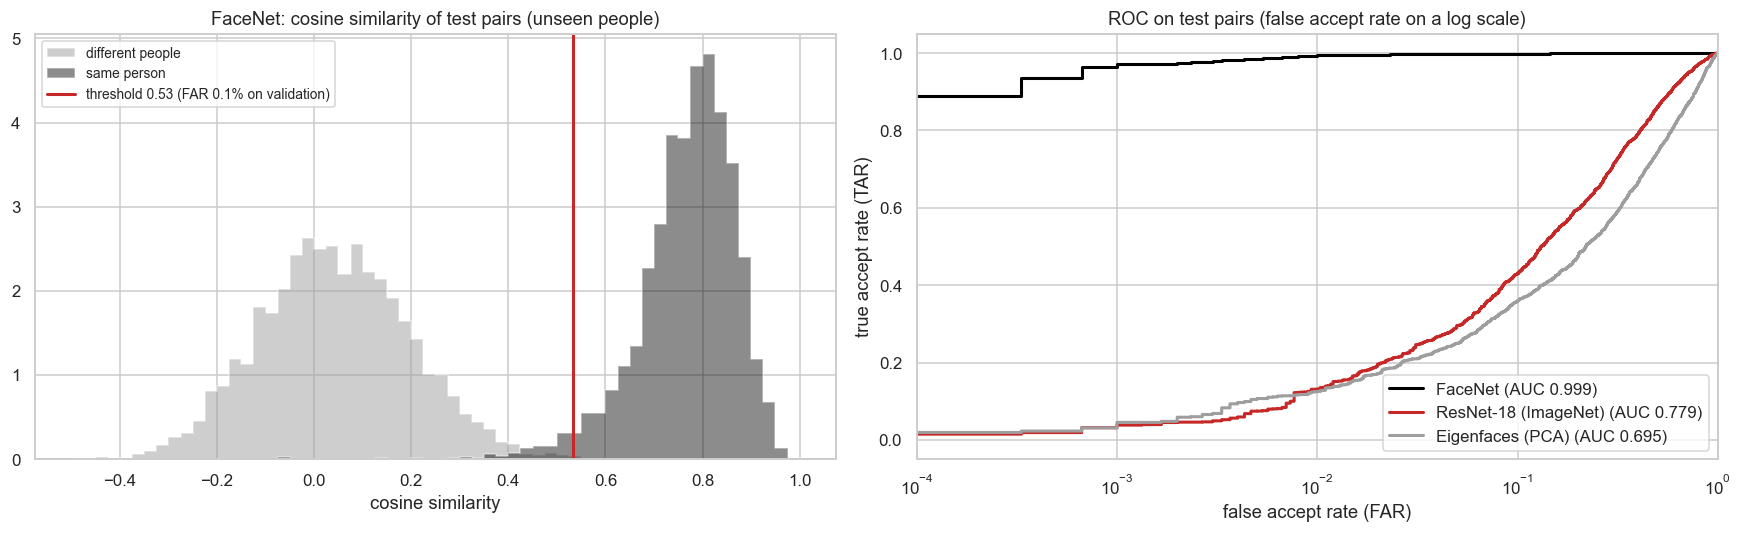 FaceNet: cosine similarity of test pairs (unseen people)
different people
same person
threshold 0.53 (FAR 0.1% on validation)
5
4
3
2
1
0
−0.4 −0.2 0.0 0.2 0.4 0.6 0.8 1.0
cosine similarity
ROC on test pairs (false accept rate on a log scale)
true accept rate (TAR)
1.0
0.8
0.6
0.4
0.2
0.0
FaceNet (AUC 0.999)
ResNet-18 (ImageNet) (AUC 0.779)
Eigenfaces (PCA) (AUC 0.695)
10⁻⁴ 10⁻³ 10⁻² 10⁻¹ 10⁰
false accept rate (FAR)